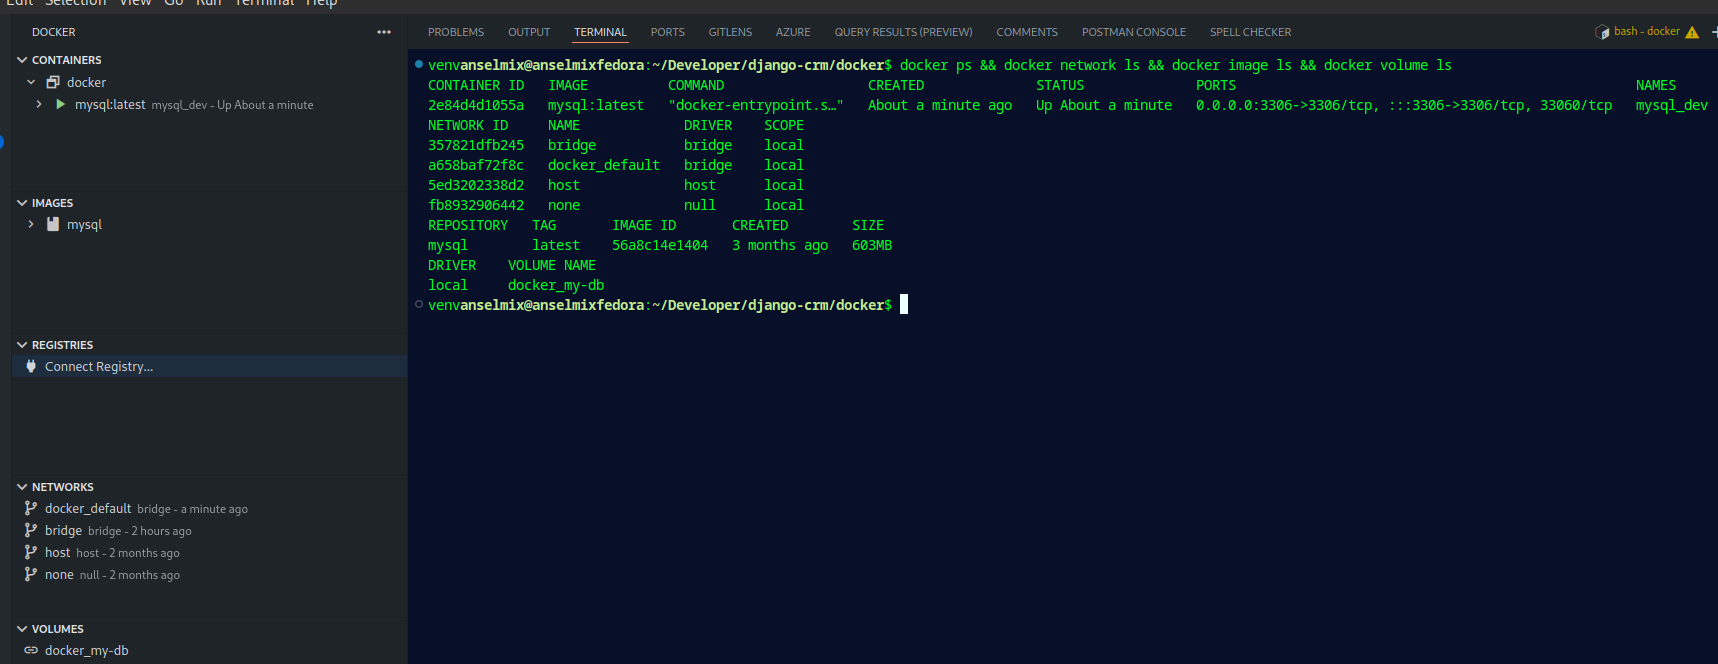 Edit Selection View Go Run Terminal Help
DOCKER
CONTAINERS
docker
mysql:latest mysql_dev - Up About a minute
IMAGES
mysql
REGISTRIES
Connect Registry...
NETWORKS
docker_default bridge - a minute ago
bridge bridge - 2 hours ago
host host - 2 months ago
none null - 2 months ago
VOLUMES
docker_my-db
PROBLEMS OUTPUT TERMINAL PORTS GITLENS AZURE QUERY RESULTS (PREVIEW) COMMENTS POSTMAN CONSOLE SPELL CHECKER bash - docker
venvanselmix@anselmixfedora:~/Developer/django-crm/docker$ docker ps && docker network ls && docker image ls && docker volume ls
CONTAINER ID IMAGE COMMAND CREATED STATUS PORTS NAMES
2e84d4d1055a mysql:latest "docker-entrypoint.s…" About a minute ago Up About a minute 0.0.0.0:3306->3306/tcp, :::3306->3306/tcp, 33060/tcp mysql_dev
NETWORK ID NAME DRIVER SCOPE
357821dfb245 bridge bridge local
a658baf72f8c docker_default bridge local
5ed3202338d2 host host local
fb8932906442 none null local
REPOSITORY TAG IMAGE ID CREATED SIZE
mysql latest 56a8c14e1404 3 months ago 603MB
DRIVER VOLUME NAME
local docker_my-db
venvanselmix@anselmixfedora:~/Developer/django-crm/docker$